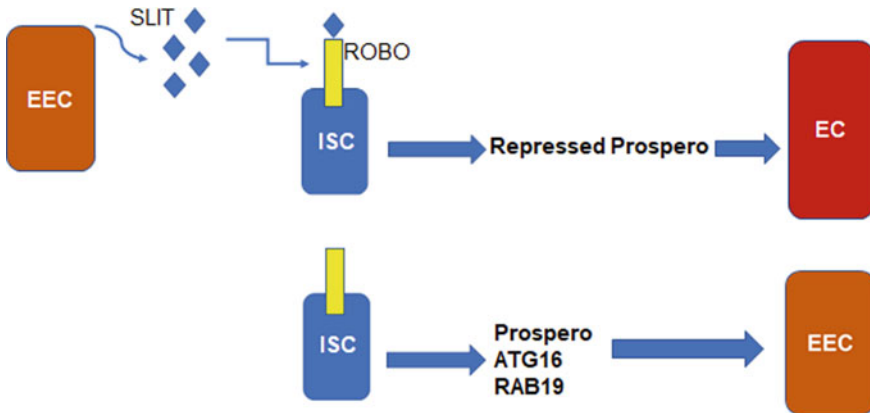 SLIT
ROBO
EEC
ISC
Repressed Prospero
EC
ISC
Prospero
ATG16
RAB19
EEC